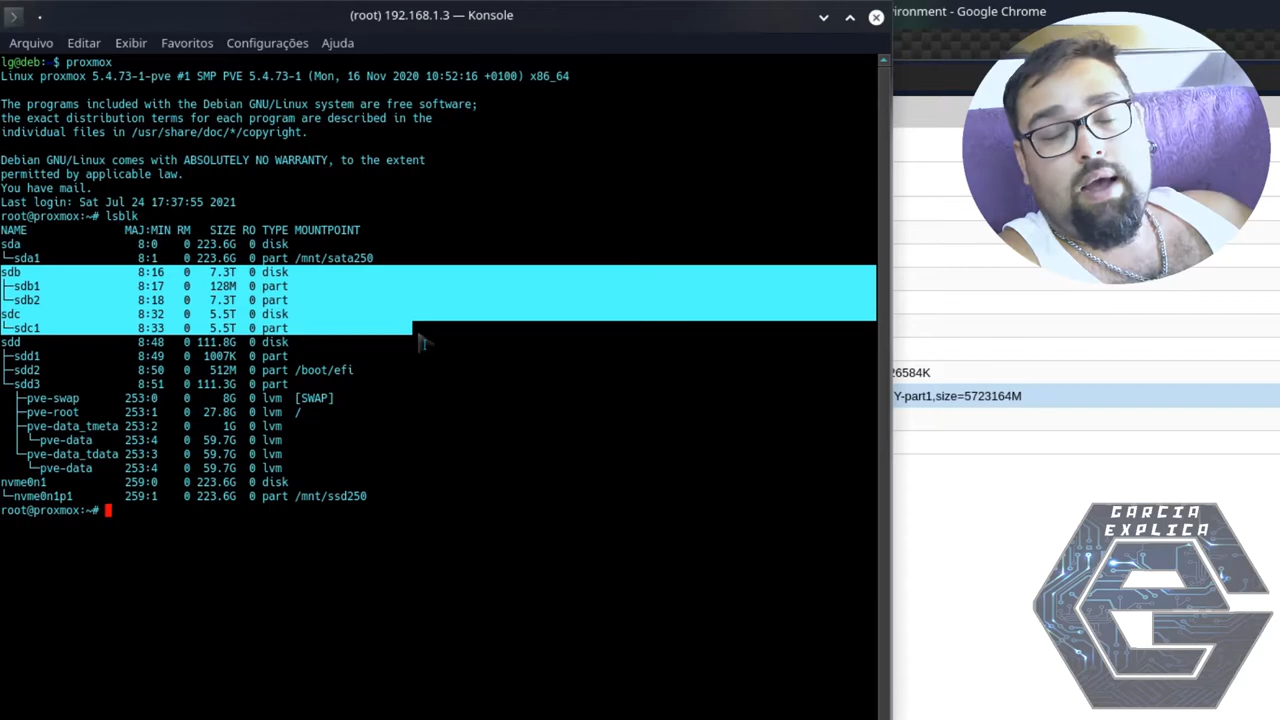 (root) 192.168.1.3 — Konsole
ironment - Google Chrome
Arquivo Editar Exibir Favoritos Configurações Ajuda
lg@deb:~$ proxmox
Linux proxmox 5.4.73-1-pve #1 SMP PVE 5.4.73-1 (Mon, 16 Nov 2020 10:52:16 +0100) x86_64
The programs included with the Debian GNU/Linux system are free software;
the exact distribution terms for each program are described in the
individual files in /usr/share/doc/*/copyright.
Debian GNU/Linux comes with ABSOLUTELY NO WARRANTY, to the extent
permitted by applicable law.
You have mail.
Last login: Sat Jul 24 17:37:55 2021
root@proxmox:~# lsblk
NAME MAJ:MIN RM SIZE RO TYPE MOUNTPOINT
sda 8:0 0 223.6G 0 disk
└─sda1 8:1 0 223.6G 0 part /mnt/sata250
sdb 8:16 0 7.3T 0 disk
├─sdb1 8:17 0 128M 0 part
└─sdb2 8:18 0 7.3T 0 part
sdc 8:32 0 5.5T 0 disk
└─sdc1 8:33 0 5.5T 0 part
sdd 8:48 0 111.8G 0 disk
├─sdd1 8:49 0 1007K 0 part
├─sdd2 8:50 0 512M 0 part /boot/efi
└─sdd3 8:51 0 111.3G 0 part
├─pve-swap 253:0 0 8G 0 lvm [SWAP]
├─pve-root 253:1 0 27.8G 0 lvm /
├─pve-data_tmeta 253:2 0 1G 0 lvm
│ └─pve-data 253:4 0 59.7G 0 lvm
└─pve-data_tdata 253:3 0 59.7G 0 lvm
└─pve-data 253:4 0 59.7G 0 lvm
nvme0n1 259:0 0 223.6G 0 disk
└─nvme0n1p1 259:1 0 223.6G 0 part /mnt/ssd250
root@proxmox:~#
26584K
Y-part1,size=5723164M
GARCIA
EXPLICA